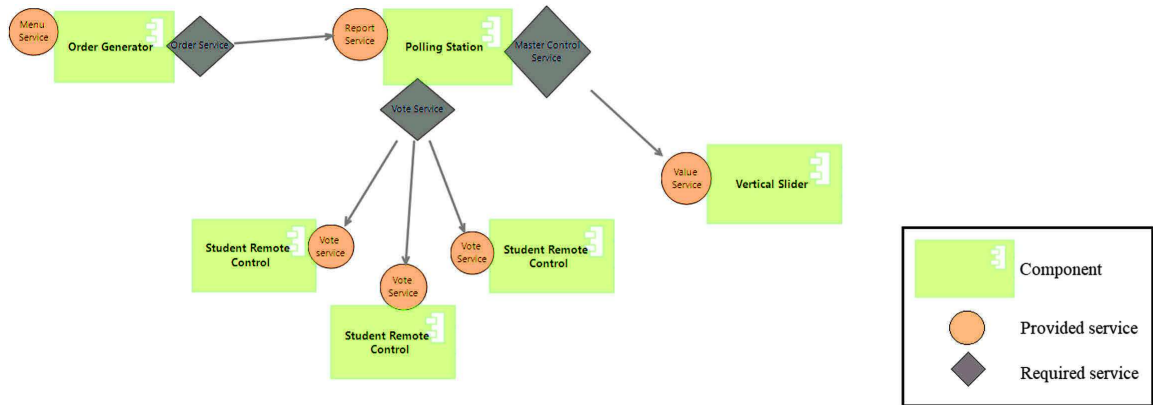 Menu
Service
Order Generator
Order Service
Report
Service
Polling Station
Master Control
Service
Vote Service
Value
Service
Vertical Slider
Student Remote
Control
Vote
service
Vote
Service
Student Remote
Control
Vote
Service
Student Remote
Control
Component
Provided service
Required service